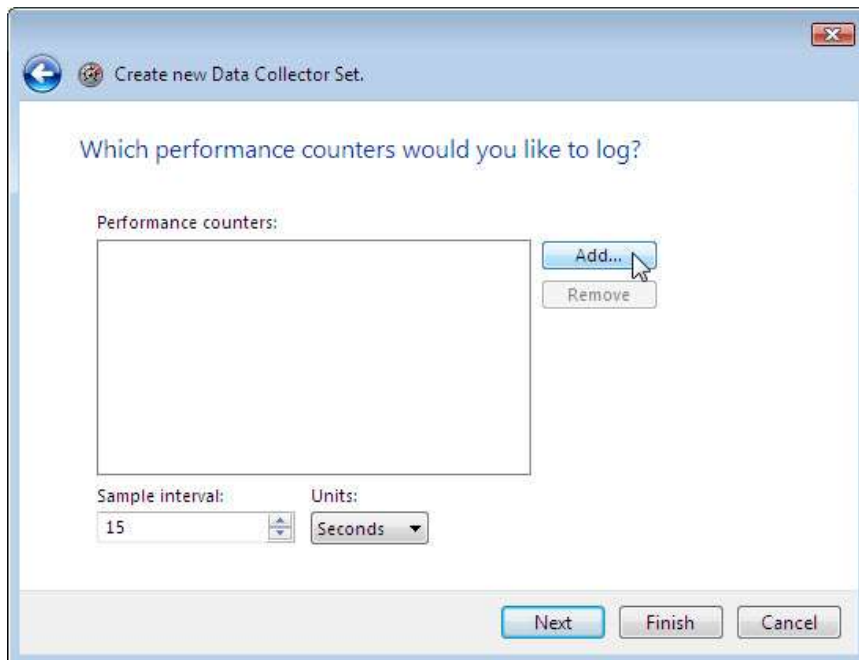 Create new Data Collector Set.
Which performance counters would you like to log?
Performance counters:
Add...
Remove
Sample interval:
Units:
15
Seconds
Next
Finish
Cancel